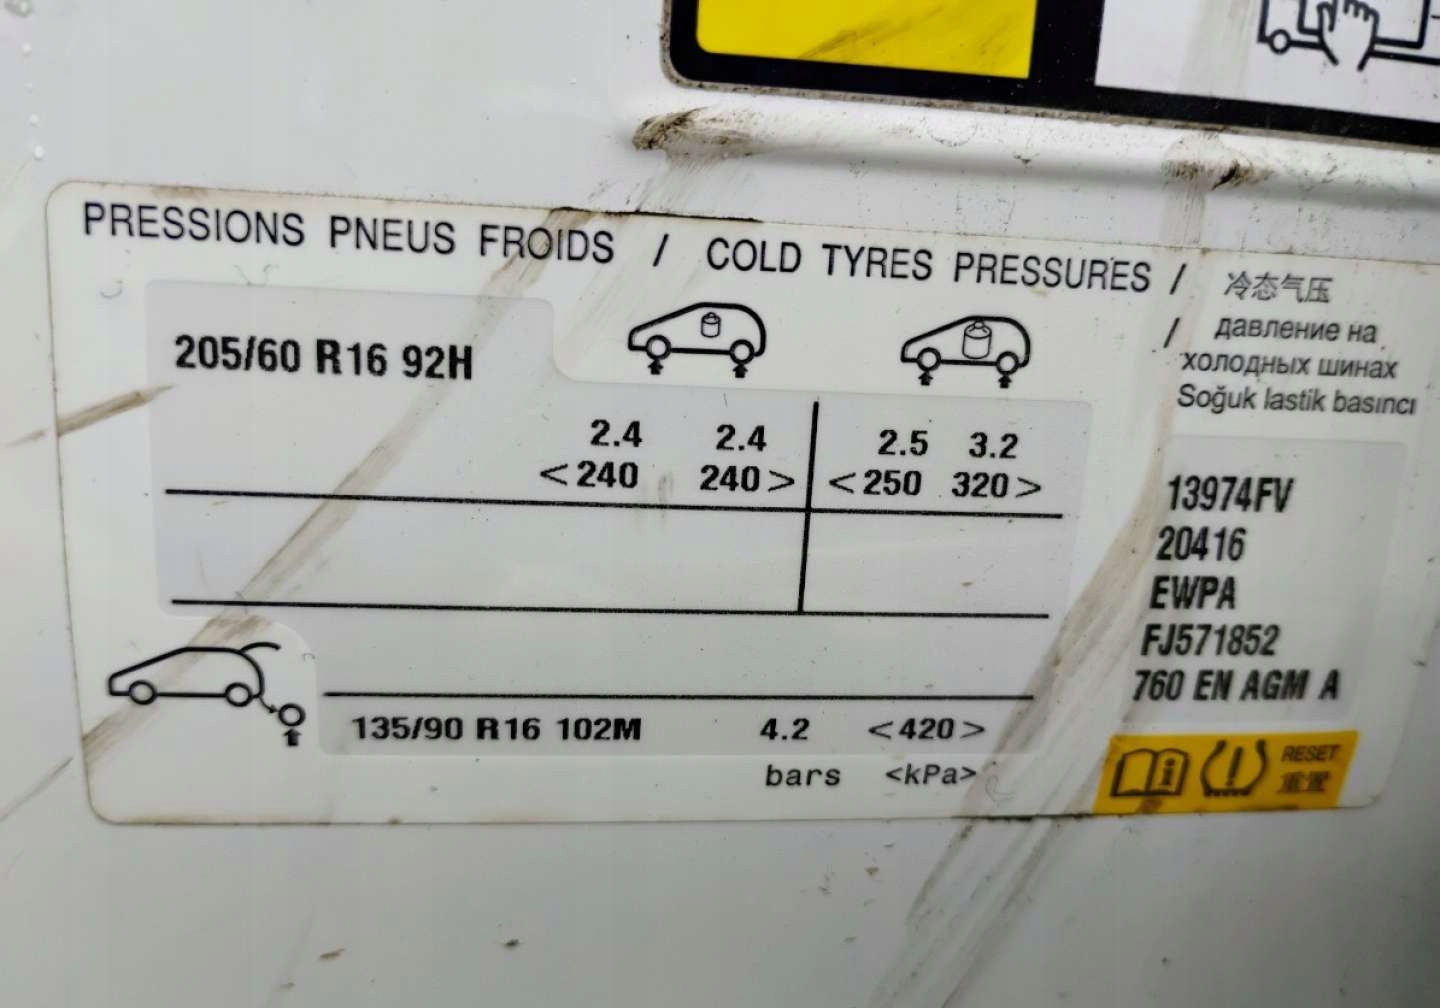 PRESSIONS PNEUS FROIDS / COLD TYRES PRESSURES / 冷态气压
/ давление на
холодных шинах
Soğuk lastik basıncı
205/60 R16 92H
2.4 2.4 2.5 3.2
<240 240> <250 320>
13974FV
20416
EWPA
FJ571852
760 EN AGM A
135/90 R16 102M 4.2 <420>
bars <kPa>
RESET
重置